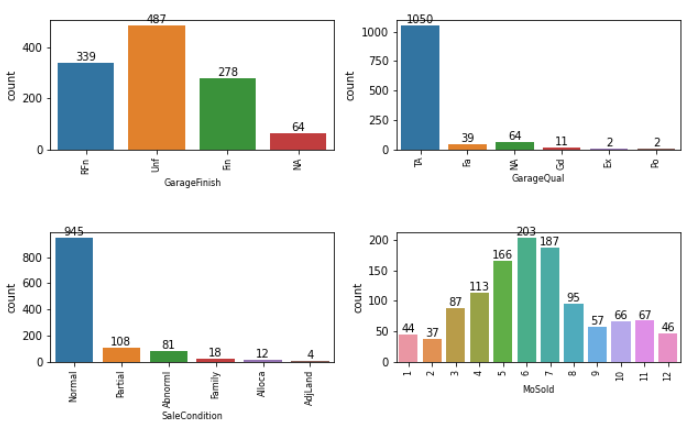 487
400
339
278
200
64
0
count
RFn
Unf
Fin
NA
GarageFinish
1050
1000
750
500
250
39
64
11
2
2
0
count
TA
Fa
NA
Gd
Ex
Po
GarageQual
945
800
600
400
200
108
81
18
12
4
0
count
Normal
Partial
Abnorml
Family
Alloca
AdjLand
SaleCondition
203
200
187
166
150
113
100
95
87
66
67
57
50
44
37
46
0
count
1
2
3
4
5
6
7
8
9
10
11
12
MoSold